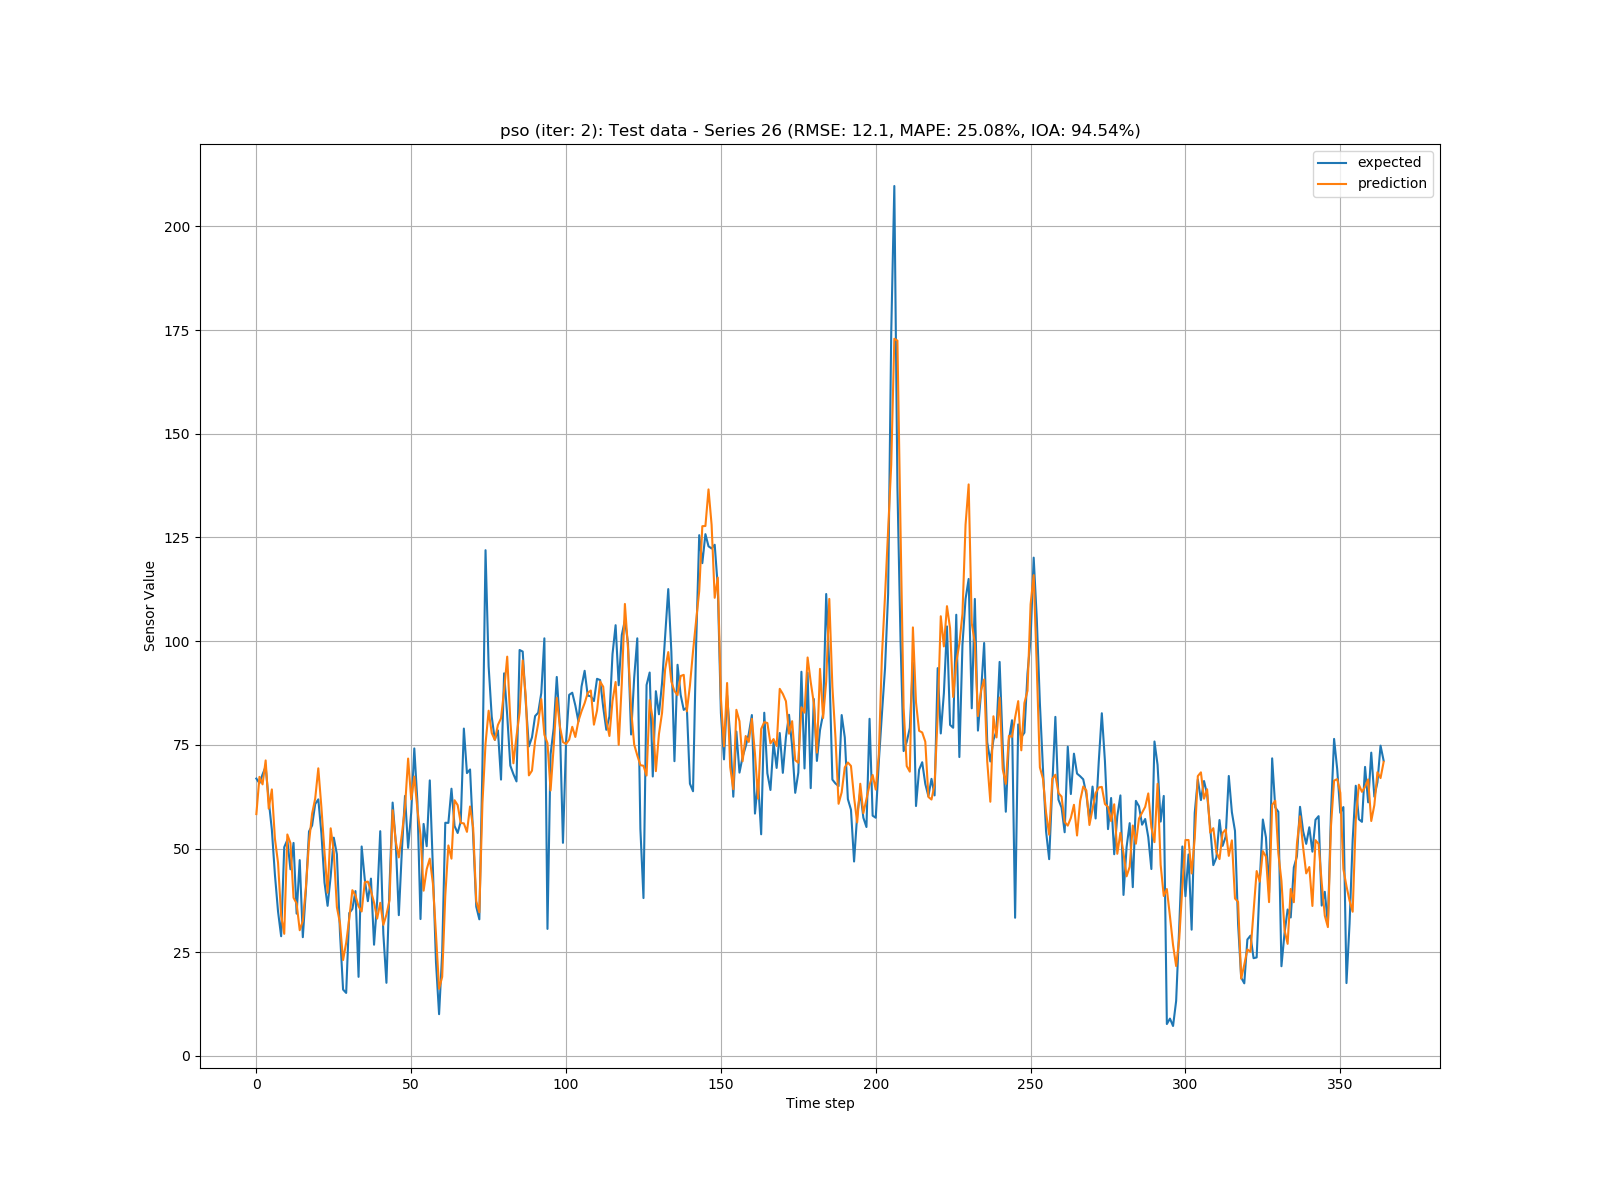 pso (iter: 2): Test data - Series 26 (RMSE: 12.1, MAPE: 25.08%, IOA: 94.54%)
expected
prediction
200
175
150
125
100
75
50
25
0
Sensor Value
0 50 100 150 200 250 300 350
Time step